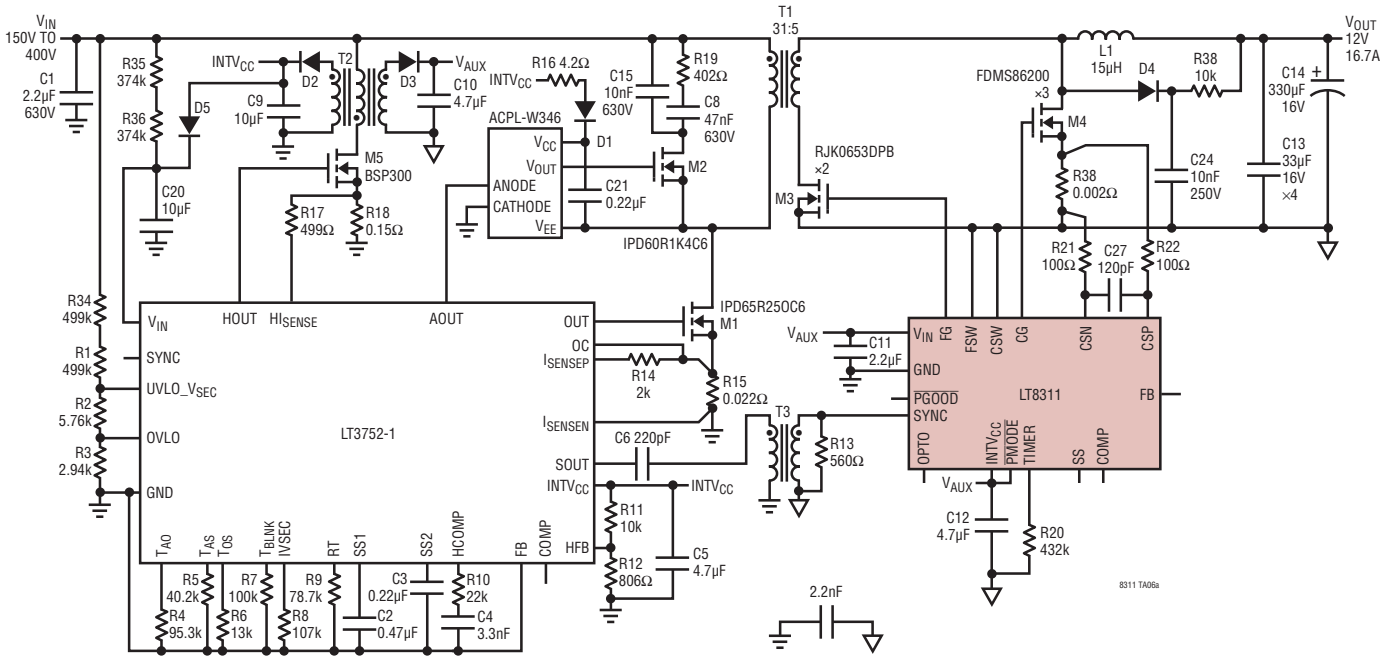 VIN
150V TO
400V
C1
2.2µF
630V
R35
374k
R36
374k
D5
INTVCC
D2
T2
D3
VAUX
C9
10µF
C10
4.7µF
C20
10µF
M5
BSP300
R17
499Ω
R18
0.15Ω
R16 4.2Ω
INTVCC
ACPL-W346
VCC
VOUT
ANODE
CATHODE
VEE
D1
C21
0.22µF
C15
10nF
630V
R19
402Ω
C8
47nF
630V
M2
IPD60R1K4C6
T1
31:5
RJK0653DPB
×2
M3
FDMS86200
×3
M4
L1
15µH
D4
R38
10k
VOUT
12V
16.7A
C14
330µF
16V
+
C13
33µF
16V
×4
C24
10nF
250V
R38
0.002Ω
R21
100Ω
C27
120pF
R22
100Ω
R34
499k
R1
499k
R2
5.76k
R3
2.94k
VIN
SYNC
UVLO_VSEC
OVLO
GND
HOUT
HISENSE
AOUT
LT3752-1
OUT
OC
ISENSEP
ISENSEN
SOUT
INTVCC
HFB
TAO
TAS
TOS
TBLNK
IVSEC
RT
SS1
SS2
HCOMP
FB
COMP
IPD65R25OC6
M1
R14
2k
R15
0.022Ω
C6 220pF
T3
R13
560Ω
INTVCC
R11
10k
R12
806Ω
C5
4.7µF
R5
40.2k
R4
95.3k
R6
13k
R7
100k
R8
107k
R9
78.7k
C2
0.47µF
C3
0.22µF
R10
22k
C4
3.3nF
2.2nF
VAUX
C11
2.2µF
VIN
GND
PGOOD
SYNC
FG
FSW
CSW
CG
CSN
CSP
LT8311
FB
OPTO
INTVCC
PMODE
TIMER
SS
COMP
VAUX
C12
4.7µF
R20
432k
8311 TA06a